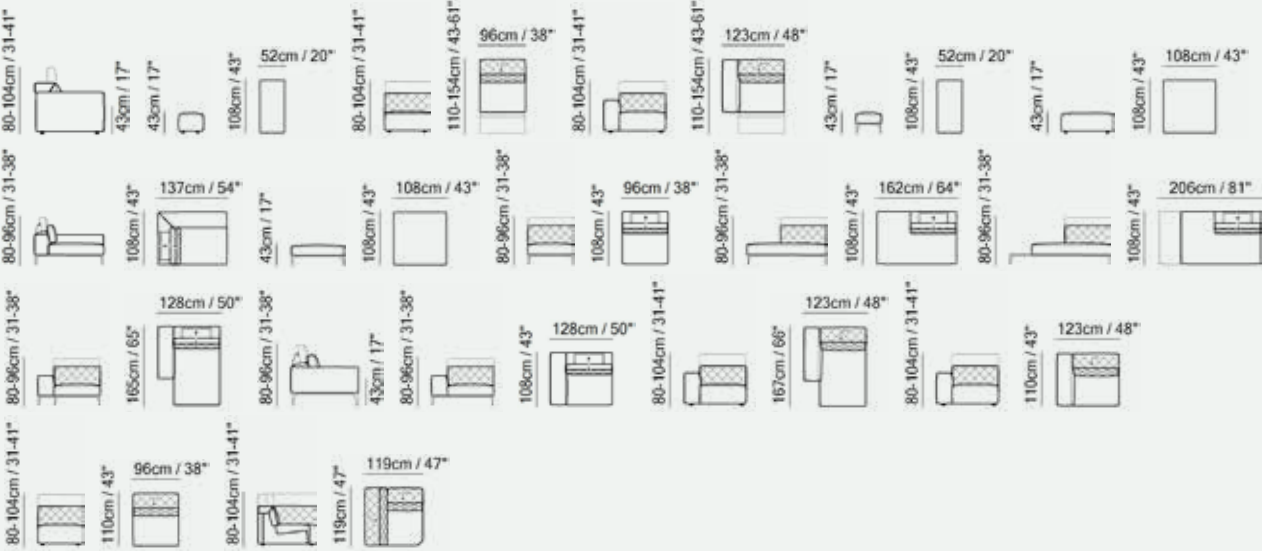 80-104cm / 31-41"
43cm / 17"
43cm / 17"
108cm / 43"
52cm / 20"
80-104cm / 31-41"
110-154cm / 43-61"
96cm / 38"
80-104cm / 31-41"
110-154cm / 43-61"
123cm / 48"
43cm / 17"
108cm / 43"
52cm / 20"
43cm / 17"
108cm / 43"
108cm / 43"
80-96cm / 31-38"
108cm / 43"
137cm / 54"
43cm / 17"
108cm / 43"
108cm / 43"
80-96cm / 31-38"
108cm / 43"
96cm / 38"
80-96cm / 31-38"
108cm / 43"
162cm / 64"
80-96cm / 31-38"
108cm / 43"
206cm / 81"
80-96cm / 31-38"
165cm / 65"
128cm / 50"
80-96cm / 31-38"
43cm / 17"
80-96cm / 31-38"
108cm / 43"
128cm / 50"
80-104cm / 31-41"
167cm / 66"
123cm / 48"
80-104cm / 31-41"
110cm / 43"
123cm / 48"
80-104cm / 31-41"
110cm / 43"
96cm / 38"
80-104cm / 31-41"
119cm / 47"
119cm / 47"